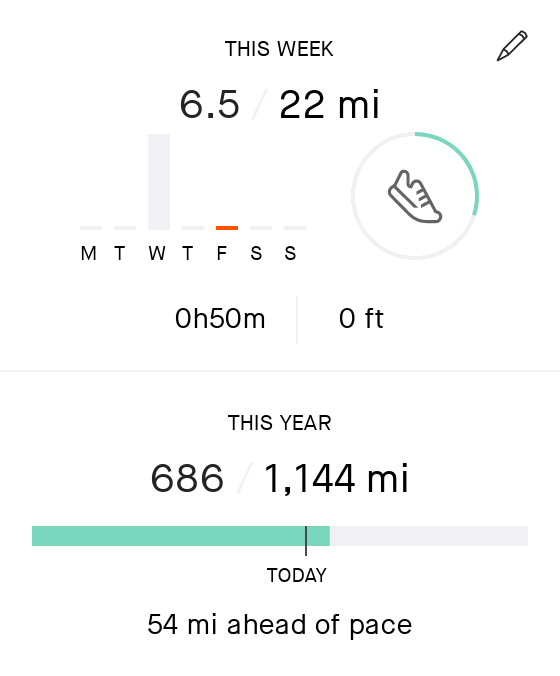 THIS WEEK
6.5 / 22 mi
M T W T F S S
0h50m 0 ft
THIS YEAR
686 / 1,144 mi
TODAY
54 mi ahead of pace